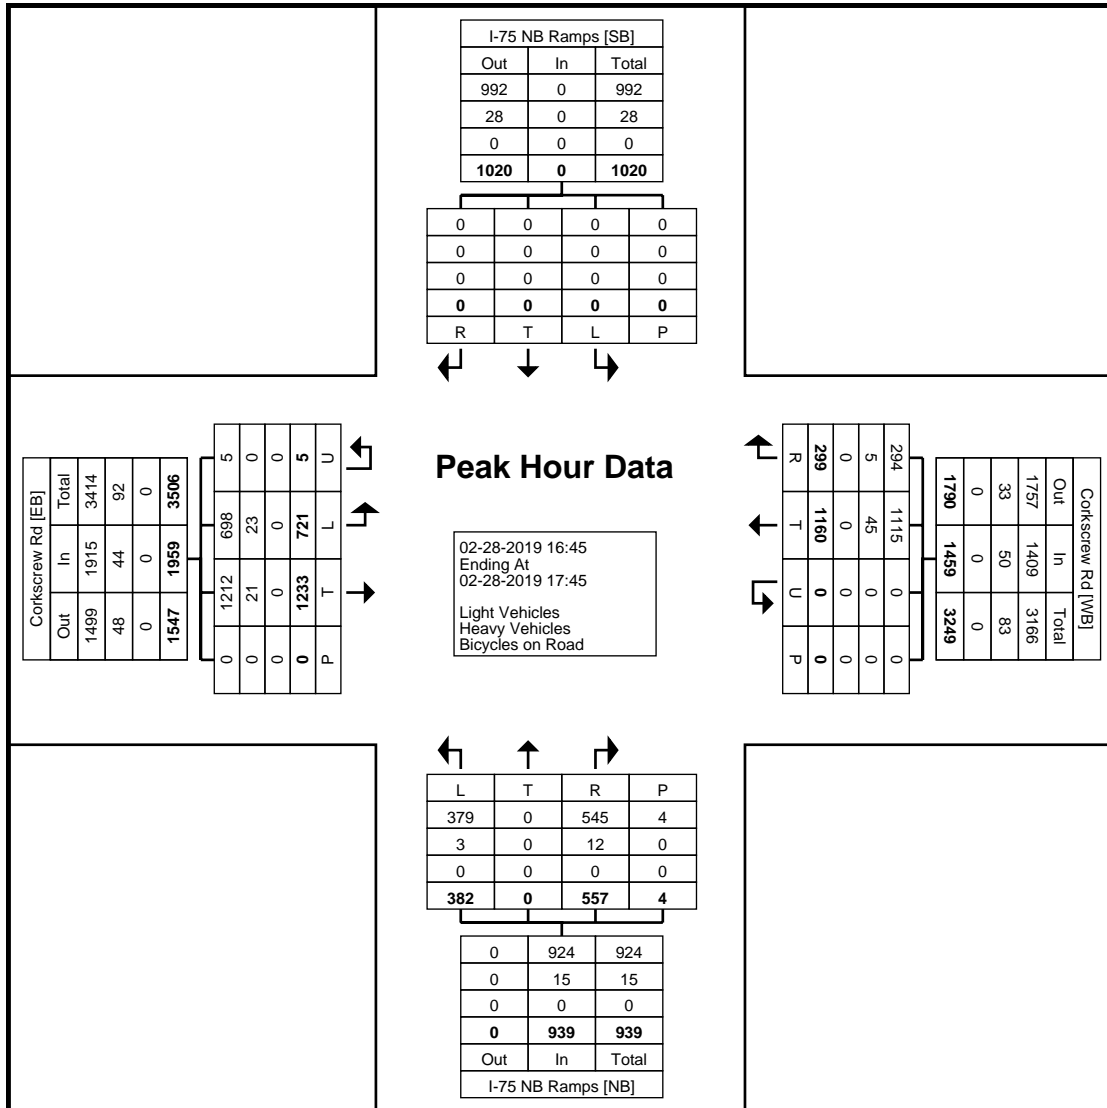 I-75 NB Ramps [SB]
Out In Total
992 0 992
28 0 28
0 0 0
1020 0 1020
0 0 0 0
0 0 0 0
0 0 0 0
0 0 0 0
R T L P
Corkscrew Rd [EB]
Total In Out
3414 1915 1499
92 44 48
0 0 0
3506 1959 1547
5 698 1212 0
0 23 21 0
0 0 0 0
5 721 1233 0
U L T P
Peak Hour Data
02-28-2019 16:45
Ending At
02-28-2019 17:45
Light Vehicles
Heavy Vehicles
Bicycles on Road
Corkscrew Rd [WB]
Out In Total
1757 1409 3166
33 50 83
0 0 0
1790 1459 3249
294 1115 0 0
5 45 0 0
0 0 0 0
299 1160 0 0
R T U P
L T R P
379 0 545 4
3 0 12 0
0 0 0 0
382 0 557 4
0 924 924
0 15 15
0 0 0
0 939 939
Out In Total
I-75 NB Ramps [NB]